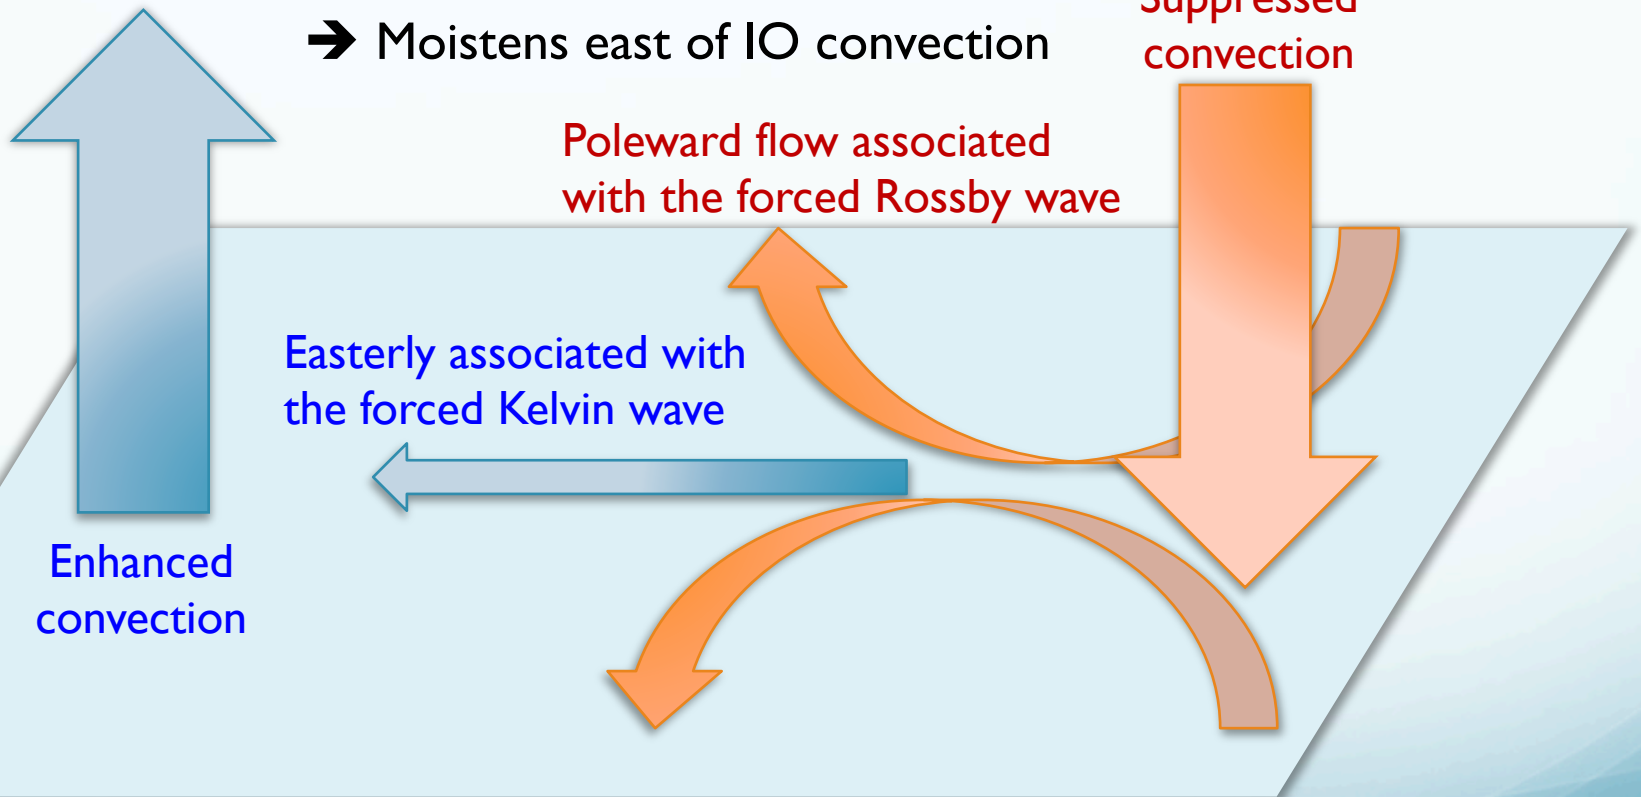 ➔ Moistens east of IO convection
Suppressed
convection
Poleward flow associated
with the forced Rossby wave
Easterly associated with
the forced Kelvin wave
Enhanced
convection